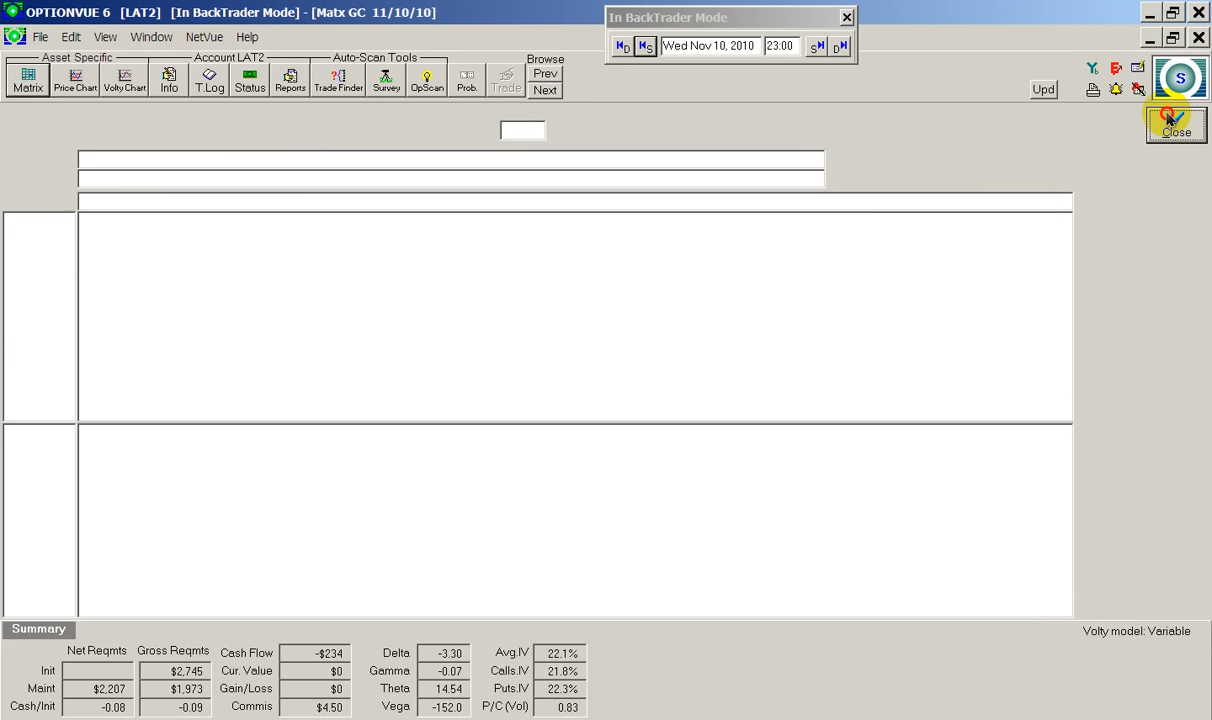 OPTIONVUE 6 [LAT2] [In BackTrader Mode] - [Matx GC 11/10/10]
In BackTrader Mode
File Edit View Window NetVue Help
Wed Nov 10, 2010 23:00
Asset Specific Account LAT2 Auto-Scan Tools Browse
Matrix Price Chart Volty Chart Info T.Log Status Reports Trade Finder Survey OpScan Prob. Trade Prev
Next
Upd
S
Close
Summary
Volty model: Variable
Net Reqmts Gross Reqmts Cash Flow -$234 Delta -3.30 Avg.IV 22.1%
Init $2,745 Cur. Value $0 Gamma -0.07 Calls.IV 21.8%
Maint $2,207 $1,973 Gain/Loss $0 Theta 14.54 Puts.IV 22.3%
Cash/Init -0.08 -0.09 Commis $4.50 Vega -152.0 P/C (Vol) 0.83